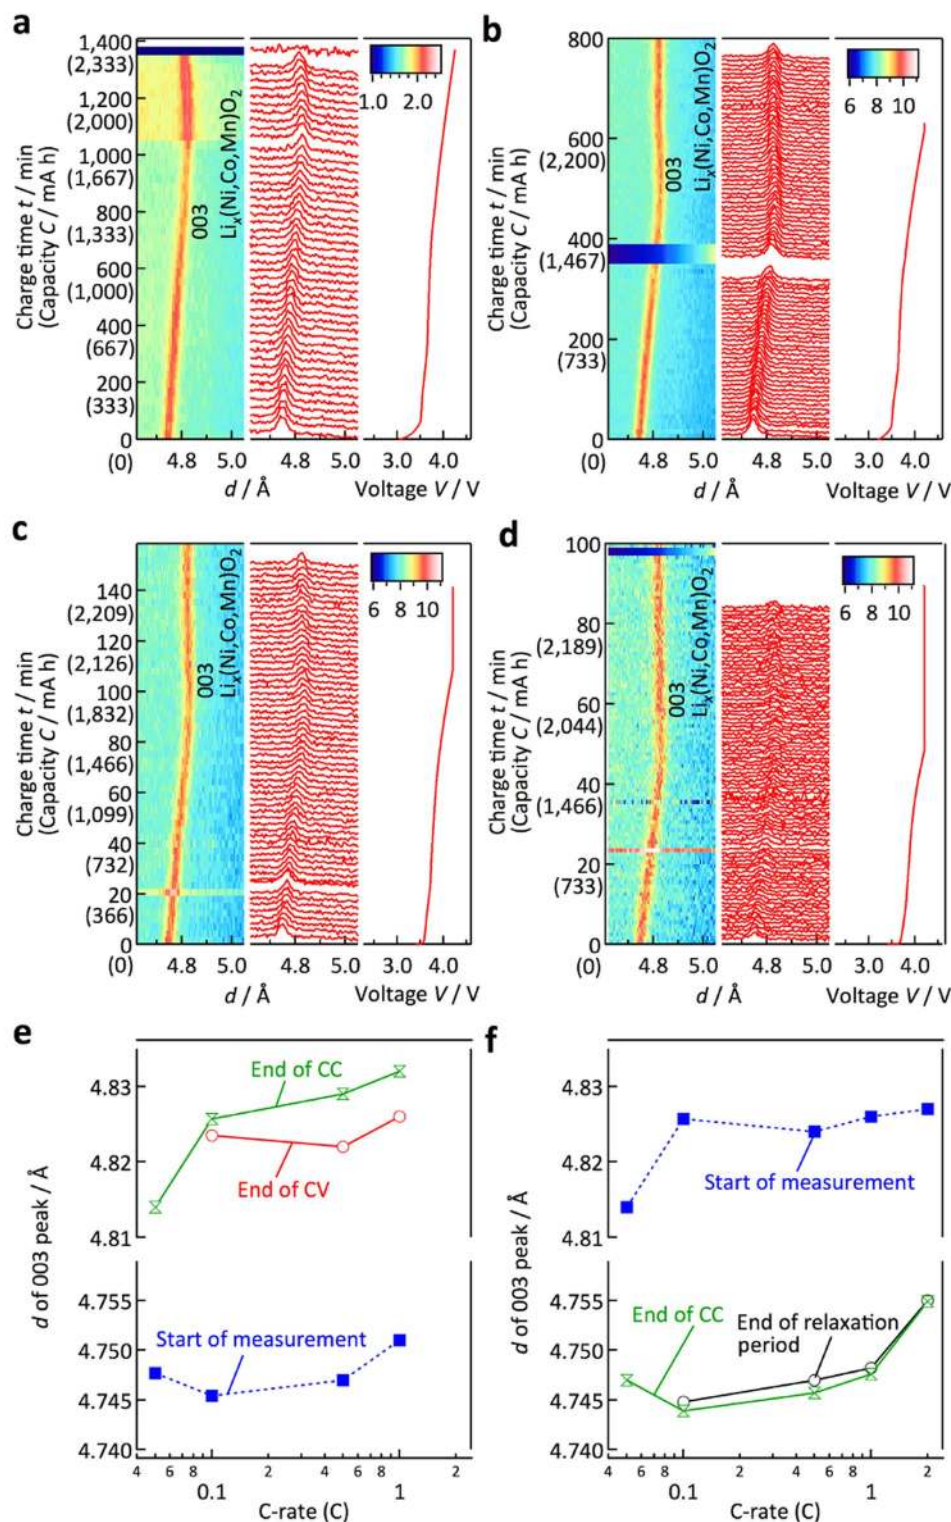 a
1,400
(2,333)
1,200
(2,000)
1,000
(1,667)
800
(1,333)
600
(1,000)
400
(667)
200
(333)
0
(0)
Charge time t / min
(Capacity C / mA h)
003
Liₓ(Ni,Co,Mn)O₂
1.0 2.0
4.8 5.0
4.8 5.0
3.0 4.0
d / Å
Voltage V / V
b
800
600
(2,200)
400
(1,467)
200
(733)
0
(0)
Charge time t / min
(Capacity C / mA h)
003
Liₓ(Ni,Co,Mn)O₂
6 8 10
4.8 5.0
4.8 5.0
3.0 4.0
d / Å
Voltage V / V
c
140
(2,209)
120
(2,126)
100
(1,832)
80
(1,466)
60
(1,099)
40
(732)
20
(366)
0
(0)
Charge time t / min
(Capacity C / mA h)
003
Liₓ(Ni,Co,Mn)O₂
6 8 10
4.8 5.0
4.8 5.0
3.0 4.0
d / Å
Voltage V / V
d
100
80
(2,189)
60
(2,044)
40
(1,466)
20
(733)
0
(0)
Charge time t / min
(Capacity C / mA h)
003
Liₓ(Ni,Co,Mn)O₂
6 8 10
4.8 5.0
4.8 5.0
3.0 4.0
d / Å
Voltage V / V
e
4.83
4.82
4.81
4.755
4.750
4.745
4.740
d of 003 peak / Å
End of CC
End of CV
Start of measurement
4 6 8 2 4 6 8 2
0.1 1
C-rate (C)
f
4.83
4.82
4.81
4.755
4.750
4.745
4.740
d of 003 peak / Å
Start of measurement
End of CC
End of relaxation
period
4 6 8 2 4 6 8 2
0.1 1
C-rate (C)